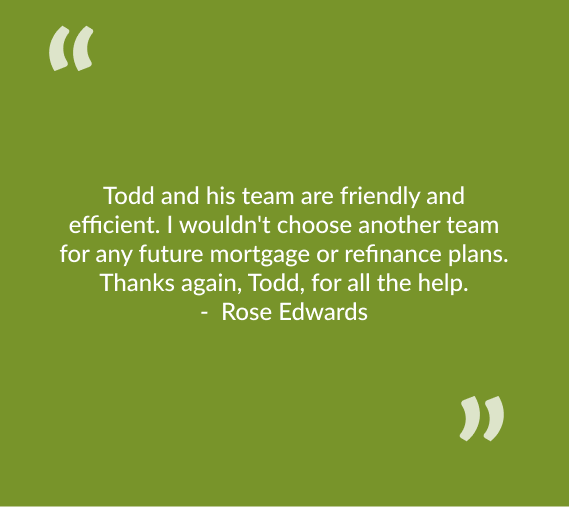 “
Todd and his team are friendly and
efficient. I wouldn't choose another team
for any future mortgage or refinance plans.
Thanks again, Todd, for all the help.
- Rose Edwards
”